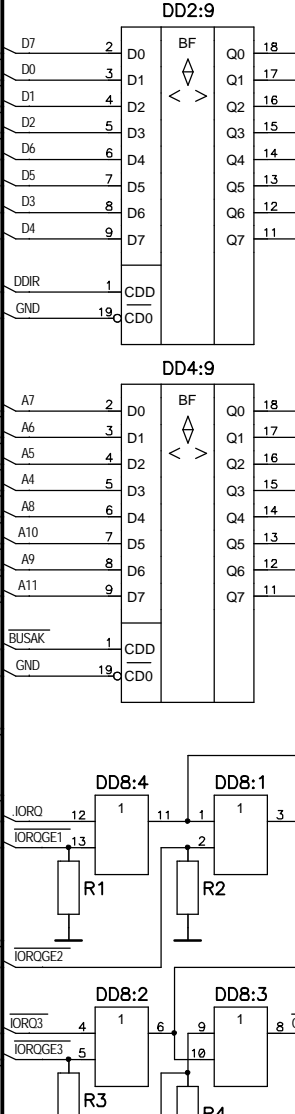 DD2:9
BF
D7 2 D0 Q0 18
D0 3 D1 Q1 17
D1 4 D2 Q2 16
D2 5 D3 Q3 15
D6 6 D4 Q4 14
D5 7 D5 Q5 13
D3 8 D6 Q6 12
D4 9 D7 Q7 11
< >
DDIR 1 CDD
GND 19 CD0
DD4:9
BF
A7 2 D0 Q0 18
A6 3 D1 Q1 17
A5 4 D2 Q2 16
A4 5 D3 Q3 15
A8 6 D4 Q4 14
A10 7 D5 Q5 13
A9 8 D6 Q6 12
A11 9 D7 Q7 11
< >
BUSAK 1 CDD
GND 19 CD0
DD8:4 DD8:1
.IORQ 12 1 11 1 1 3
IORQGE1 13 2
R1 R2
IORQGE2
DD8:2 DD8:3
IORQ3 4 1 6 9 1 8
IORQGE3 5 10
R3 R4